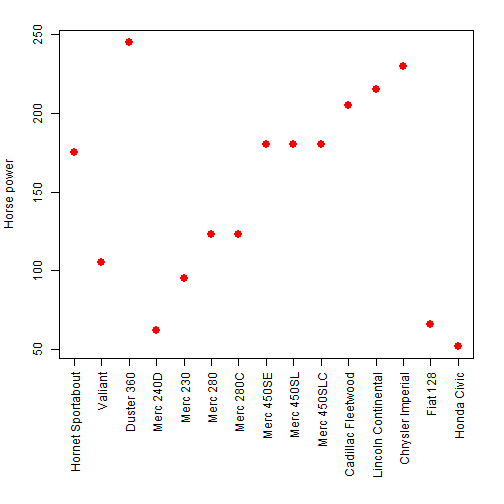 Horse power
250
200
150
100
50
Hornet Sportabout
Valiant
Duster 360
Merc 240D
Merc 230
Merc 280
Merc 280C
Merc 450SE
Merc 450SL
Merc 450SLC
Cadillac Fleetwood
Lincoln Continental
Chrysler Imperial
Fiat 128
Honda Civic